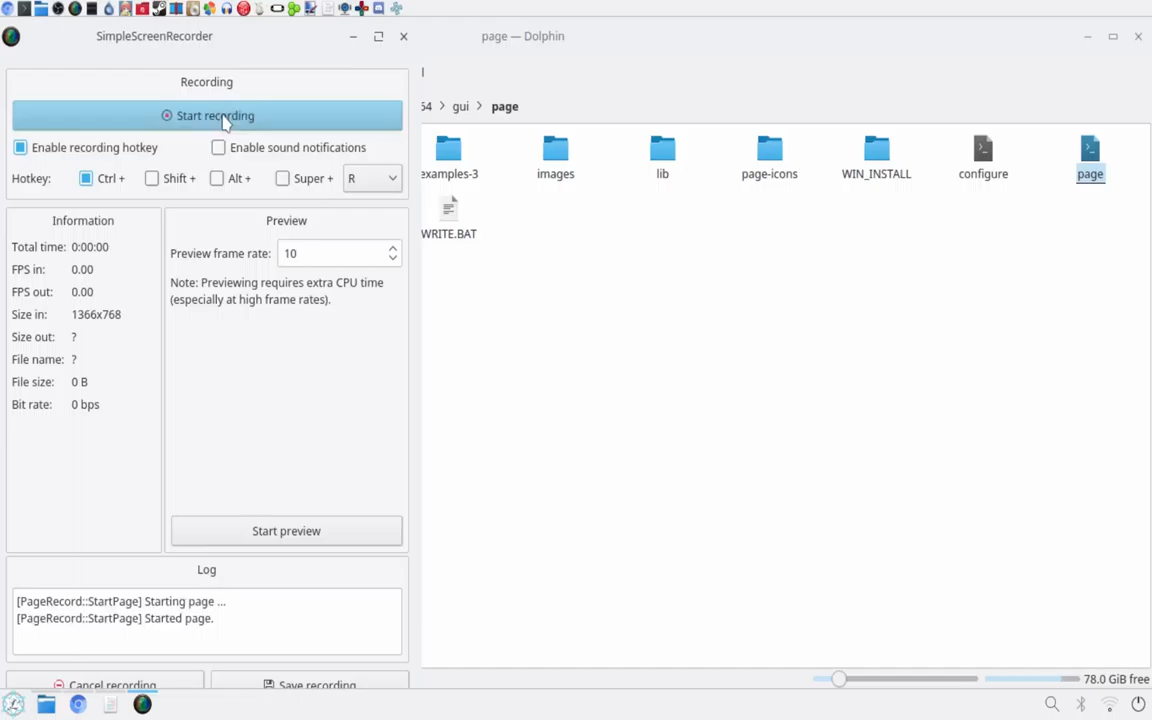 SimpleScreenRecorder
page — Dolphin
Recording
Start recording
Enable recording hotkey
Enable sound notifications
Hotkey:
Ctrl +
Shift +
Alt +
Super +
R
64
gui
page
examples-3
images
lib
page-icons
WIN_INSTALL
configure
page
WRITE.BAT
Information
Total time: 0:00:00
FPS in: 0.00
FPS out: 0.00
Size in: 1366x768
Size out: ?
File name: ?
File size: 0 B
Bit rate: 0 bps
Preview
Preview frame rate: 10
Note: Previewing requires extra CPU time
(especially at high frame rates).
Start preview
Log
[PageRecord::StartPage] Starting page ...
[PageRecord::StartPage] Started page.
Cancel recording
Save recording
78.0 GiB free